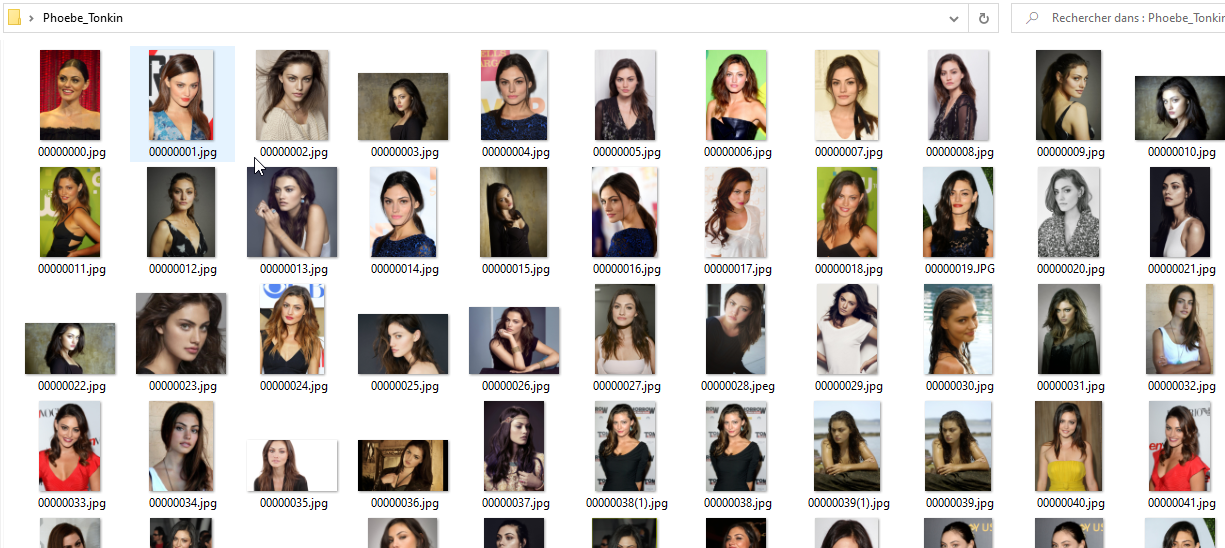 Phoebe_Tonkin
Rechercher dans : Phoebe_Tonkin
00000000.jpg 00000001.jpg 00000002.jpg 00000003.jpg 00000004.jpg 00000005.jpg 00000006.jpg 00000007.jpg 00000008.jpg 00000009.jpg 00000010.jpg
00000011.jpg 00000012.jpg 00000013.jpg 00000014.jpg 00000015.jpg 00000016.jpg 00000017.jpg 00000018.jpg 00000019.JPG 00000020.jpg 00000021.jpg
00000022.jpg 00000023.jpg 00000024.jpg 00000025.jpg 00000026.jpg 00000027.jpg 00000028.jpeg 00000029.jpg 00000030.jpg 00000031.jpg 00000032.jpg
00000033.jpg 00000034.jpg 00000035.jpg 00000036.jpg 00000037.jpg 00000038(1).jpg 00000038.jpg 00000039(1).jpg 00000039.jpg 00000040.jpg 00000041.jpg